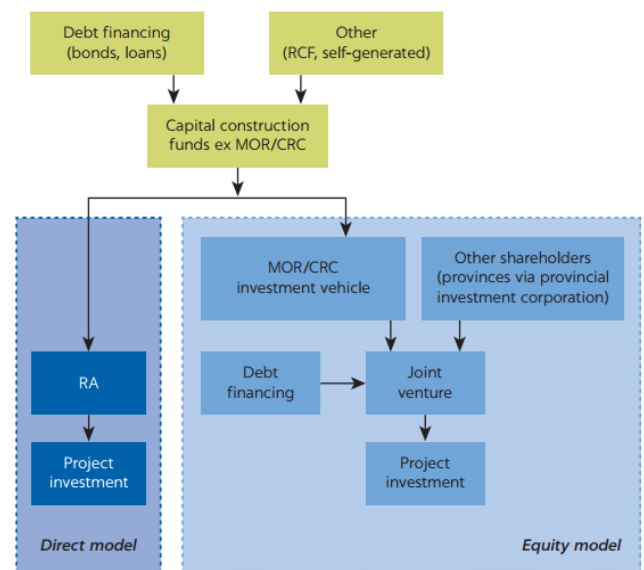 Debt financing
(bonds, loans)
Other
(RCF, self-generated)
Capital construction
funds ex MOR/CRC
MOR/CRC
investment vehicle
Other shareholders
(provinces via provincial
investment corporation)
RA
Debt
financing
Joint
venture
Project
investment
Project
investment
Direct model
Equity model